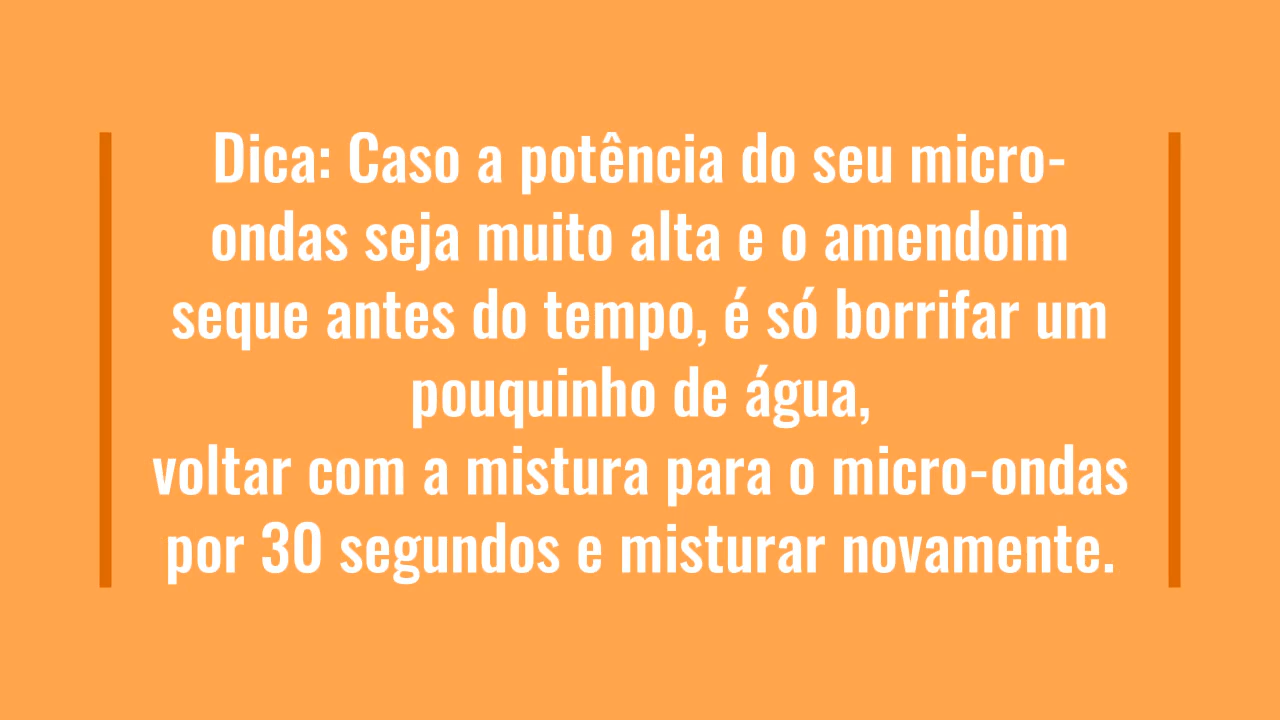 Dica: Caso a potência do seu micro-
ondas seja muito alta e o amendoim
seque antes do tempo, é só borrifar um
pouquinho de água,
voltar com a mistura para o micro-ondas
por 30 segundos e misturar novamente.